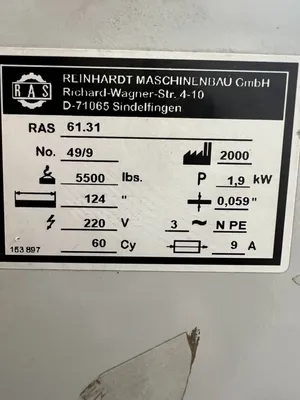 RAS
REINHARDT MASCHINENBAU GmbH
Richard-Wagner-Str. 4-10
D-71065 Sindelfingen
RAS 61.31
No. 49/9 2000
5500 lbs. P 1,9 kW
124 " 0,059"
220 V 3 ~ N PE
60 Cy 9 A
153 897